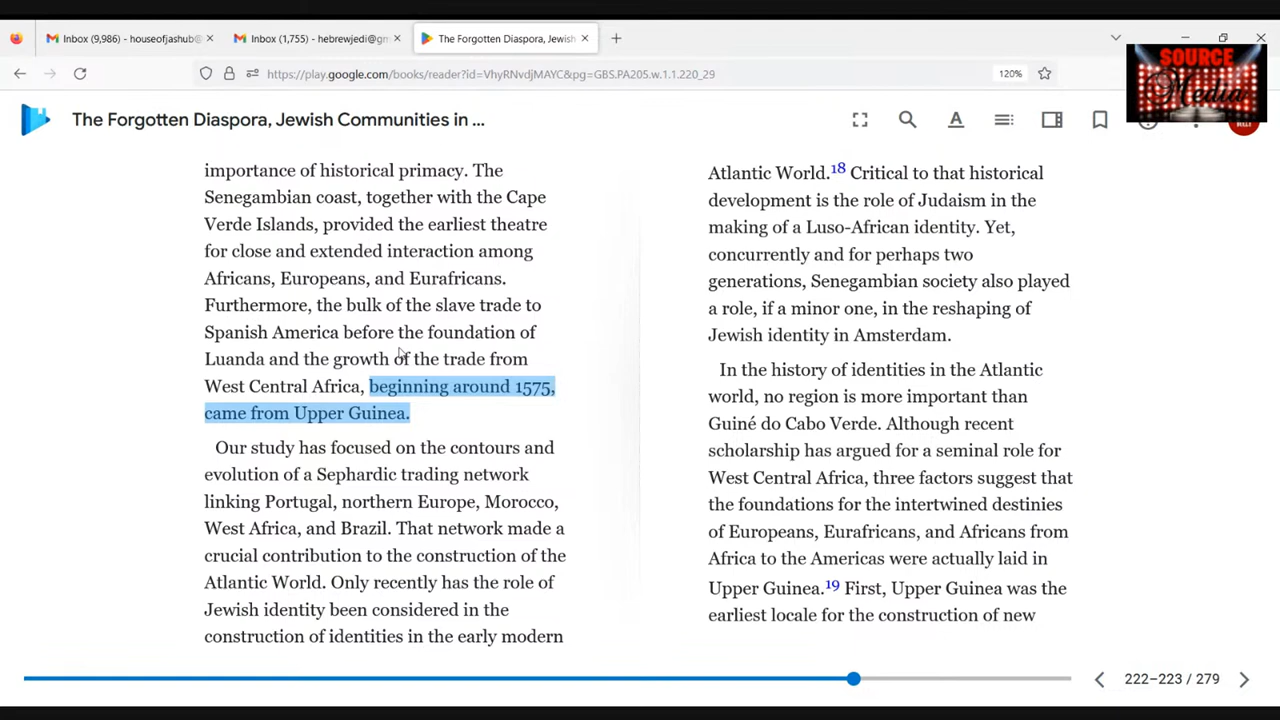 Inbox (9,986) - houseofjashub@
Inbox (1,755) - hebrewjedi@gm
The Forgotten Diaspora, Jewish
https://play.google.com/books/reader?id=VhyRNvdjMAYC&pg=GBS.PA205.w.1.1.220_29
120%
SOURCE
Media
The Forgotten Diaspora, Jewish Communities in ...
importance of historical primacy. The
Senegambian coast, together with the Cape
Verde Islands, provided the earliest theatre
for close and extended interaction among
Africans, Europeans, and Eurafricans.
Furthermore, the bulk of the slave trade to
Spanish America before the foundation of
Luanda and the growth of the trade from
West Central Africa, beginning around 1575,
came from Upper Guinea.
Our study has focused on the contours and
evolution of a Sephardic trading network
linking Portugal, northern Europe, Morocco,
West Africa, and Brazil. That network made a
crucial contribution to the construction of the
Atlantic World. Only recently has the role of
Jewish identity been considered in the
construction of identities in the early modern
Atlantic World.18 Critical to that historical
development is the role of Judaism in the
making of a Luso-African identity. Yet,
concurrently and for perhaps two
generations, Senegambian society also played
a role, if a minor one, in the reshaping of
Jewish identity in Amsterdam.
In the history of identities in the Atlantic
world, no region is more important than
Guiné do Cabo Verde. Although recent
scholarship has argued for a seminal role for
West Central Africa, three factors suggest that
the foundations for the intertwined destinies
of Europeans, Eurafricans, and Africans from
Africa to the Americas were actually laid in
Upper Guinea.19 First, Upper Guinea was the
earliest locale for the construction of new
222–223 / 279